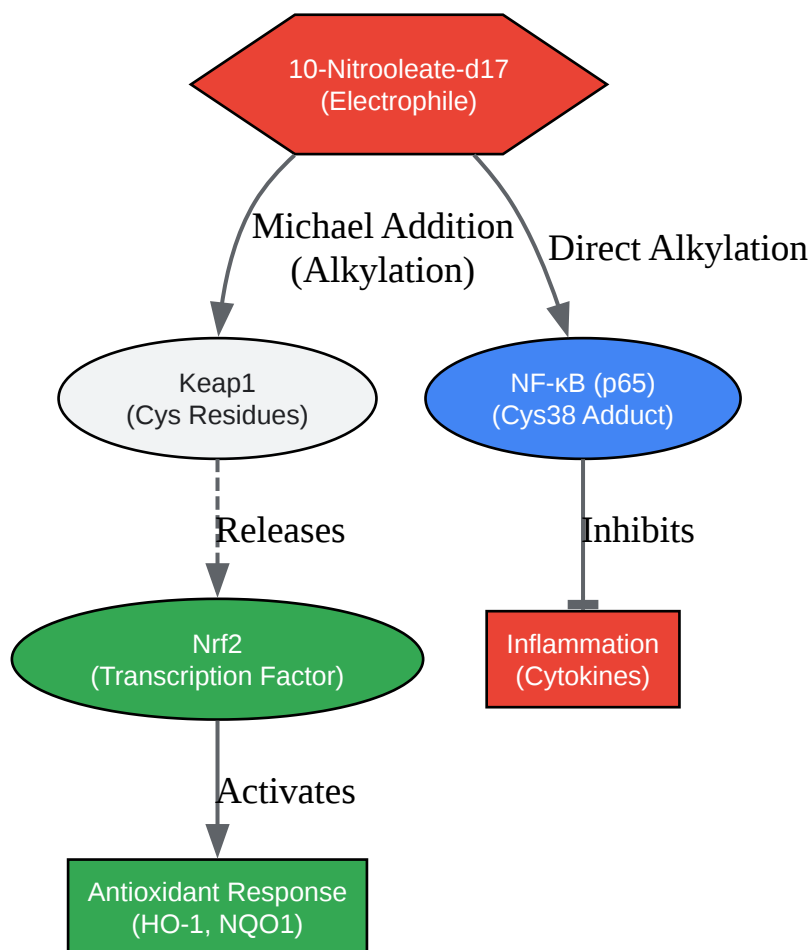 10-Nitrooleate-d17
(Electrophile)
Michael Addition
(Alkylation)
Direct Alkylation
Keap1
(Cys Residues)
NF-κB (p65)
(Cys38 Adduct)
Releases
Inhibits
Nrf2
(Transcription Factor)
Inflammation
(Cytokines)
Activates
Antioxidant Response
(HO-1, NQO1)